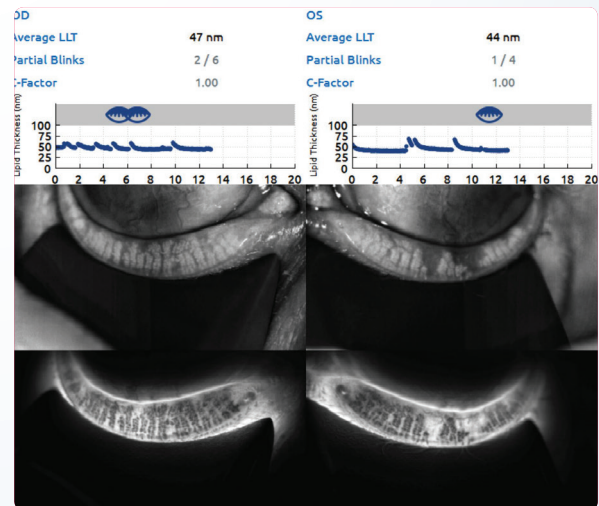 OD
Average LLT 47 nm
Partial Blinks 2 / 6
C-Factor 1.00
Lipid Thickness (nm)
100
75
50
25
0
0 2 4 6 8 10 12 14 16 18 20
OS
Average LLT 44 nm
Partial Blinks 1 / 4
C-Factor 1.00
Lipid Thickness (nm)
100
75
50
25
0
0 2 4 6 8 10 12 14 16 18 20